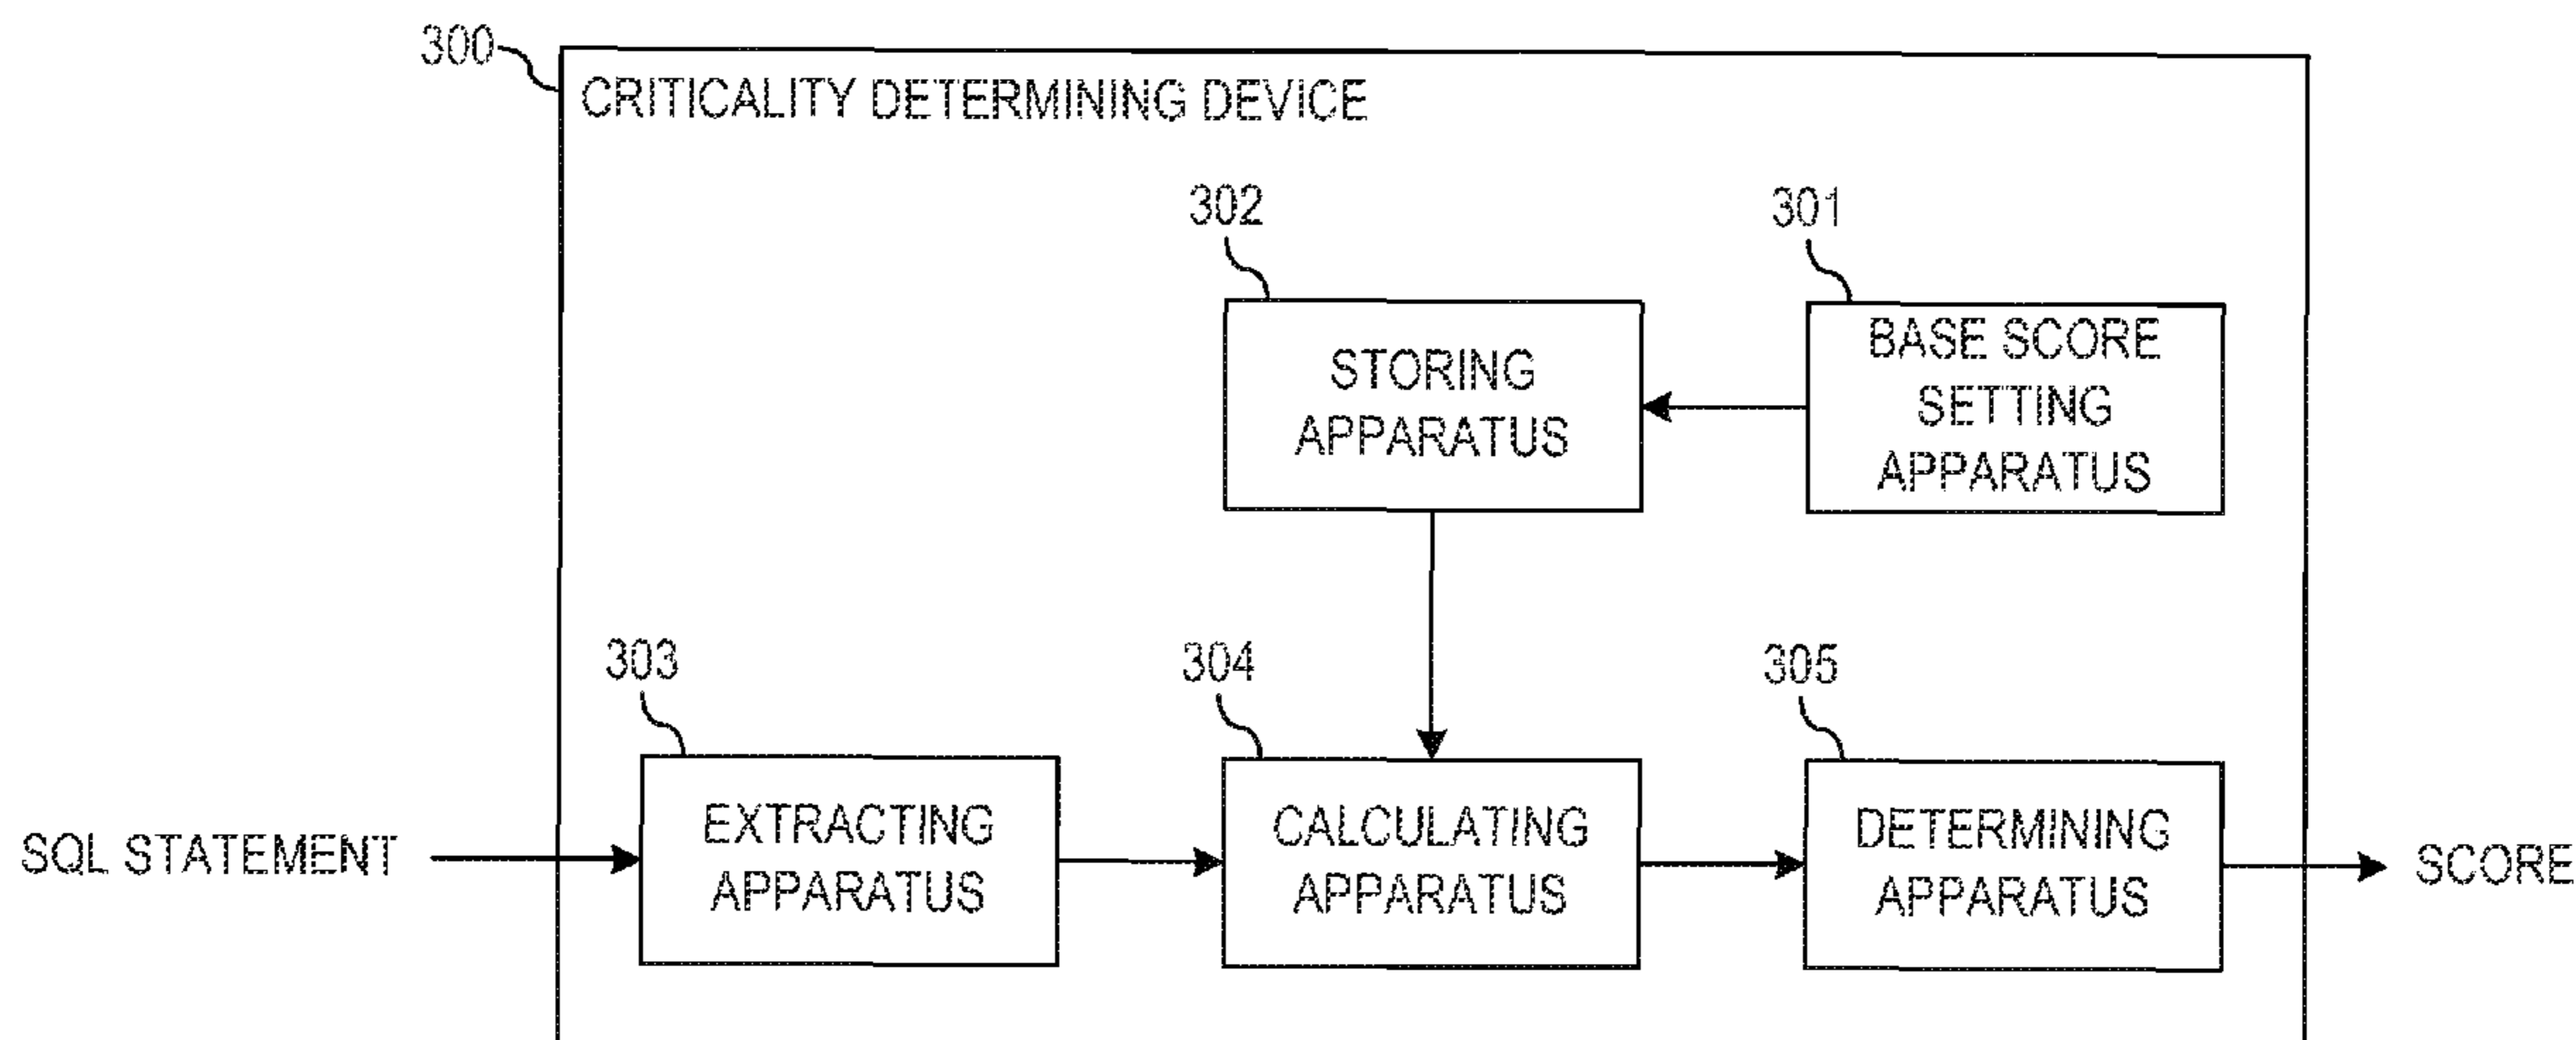 300
CRITICALITY DETERMINING DEVICE
302
301
STORING
APPARATUS
BASE SCORE
SETTING
APPARATUS
303
304
305
SQL STATEMENT
EXTRACTING
APPARATUS
CALCULATING
APPARATUS
DETERMINING
APPARATUS
SCORE